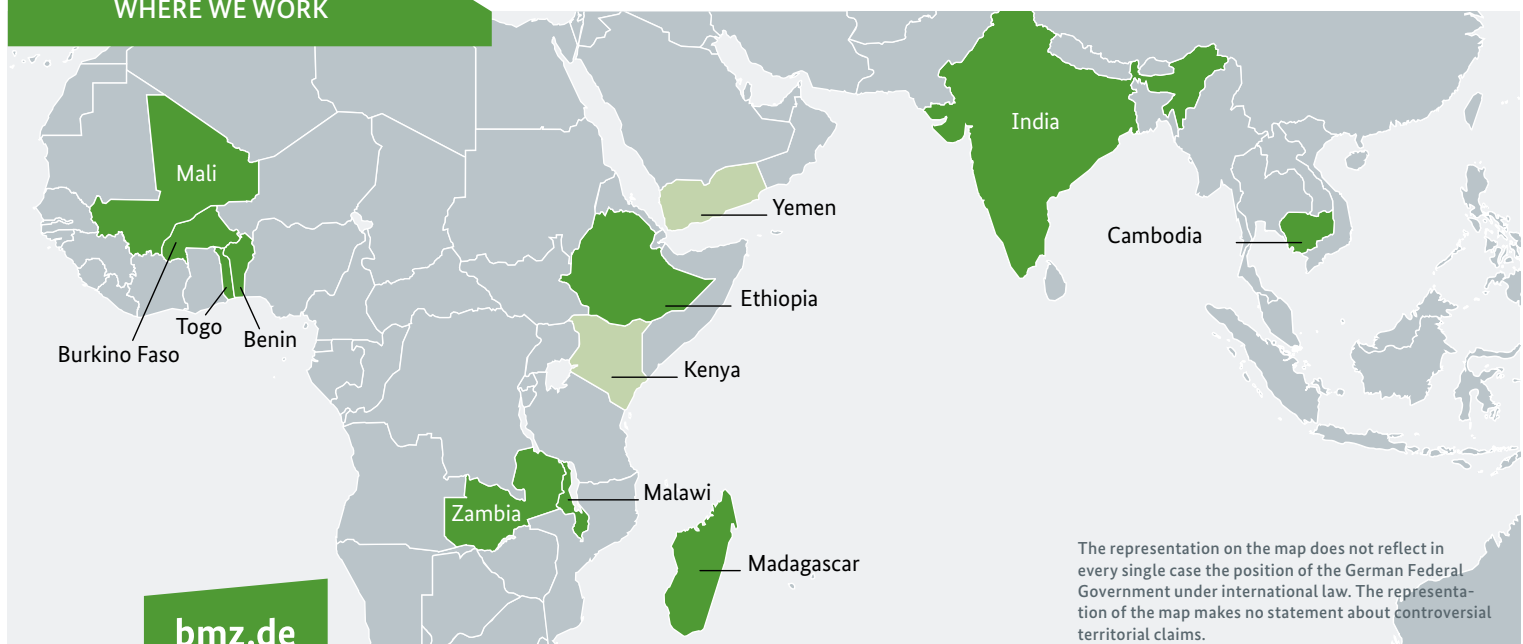 WHERE WE WORK
India
Mali
Yemen
Cambodia
Ethiopia
Togo
Benin
Burkino Faso
Kenya
Malawi
Zambia
Madagascar
The representation on the map does not reflect in
every single case the position of the German Federal
Government under international law. The representa-
tion of the map makes no statement about controversial
territorial claims.
bmz.de